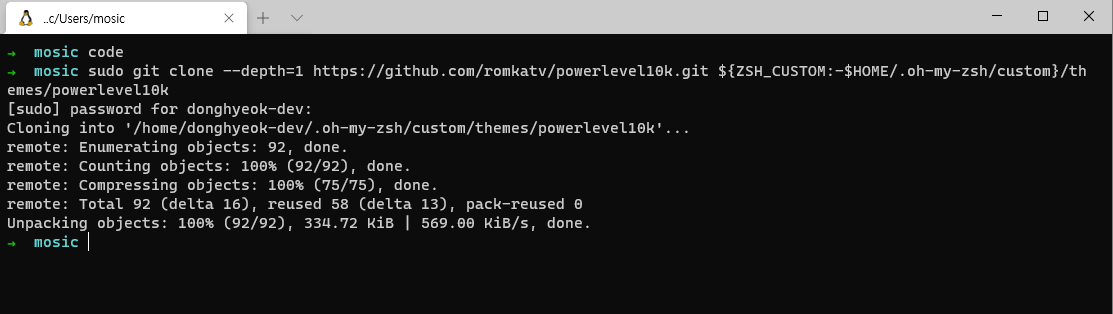 ..c/Users/mosic
→ mosic code
→ mosic sudo git clone --depth=1 https://github.com/romkatv/powerlevel10k.git ${ZSH_CUSTOM:-$HOME/.oh-my-zsh/custom}/th
emes/powerlevel10k
[sudo] password for donghyeok-dev:
Cloning into '/home/donghyeok-dev/.oh-my-zsh/custom/themes/powerlevel10k'...
remote: Enumerating objects: 92, done.
remote: Counting objects: 100% (92/92), done.
remote: Compressing objects: 100% (75/75), done.
remote: Total 92 (delta 16), reused 58 (delta 13), pack-reused 0
Unpacking objects: 100% (92/92), 334.72 KiB | 569.00 KiB/s, done.
→ mosic